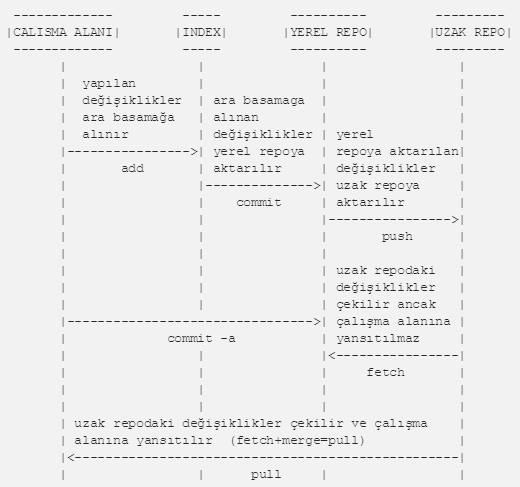 |CALISMA ALANI| |INDEX| |YEREL REPO| |UZAK REPO|
yapılan
değişiklikler
ara basamağa
alınır
add
ara basamaga
alınan
değişiklikler
yerel repoya
aktarılır
commit
yerel
repoya aktarılan
değişiklikler
uzak repoya
aktarılır
push
uzak repodaki
değişiklikler
çekilir ancak
çalışma alanına
yansıtılmaz
commit -a
fetch
uzak repodaki değişiklikler çekilir ve çalışma
alanına yansıtılır (fetch+merge=pull)
pull